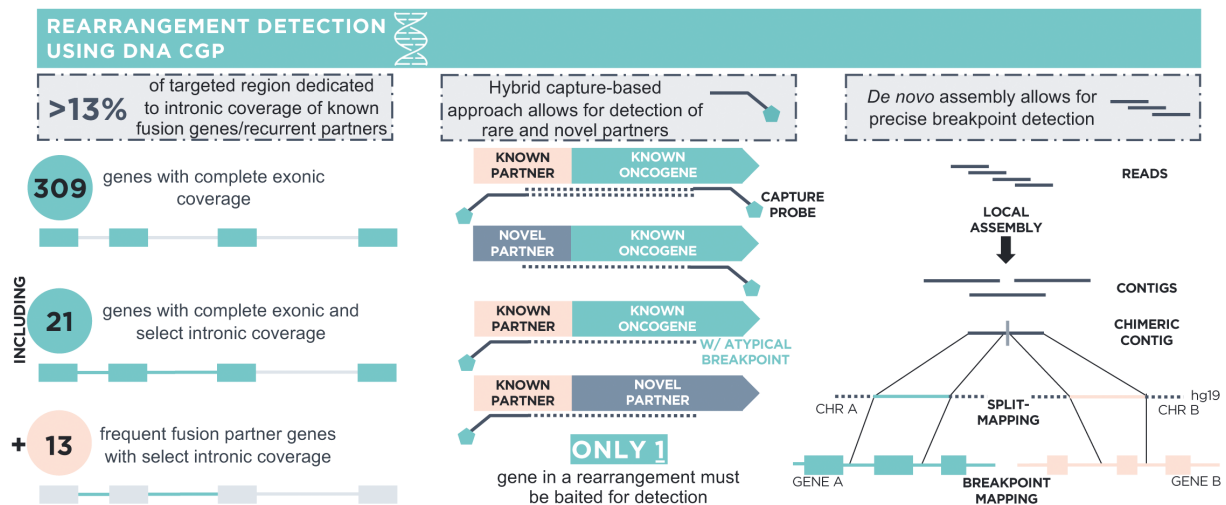 REARRANGEMENT DETECTION
USING DNA CGP
>13%
of targeted region dedicated
to intronic coverage of known
fusion genes/recurrent partners
309
genes with complete exonic
coverage
INCLUDING
21
genes with complete exonic and
select intronic coverage
+
13
frequent fusion partner genes
with select intronic coverage
Hybrid capture-based
approach allows for detection of
rare and novel partners
KNOWN
PARTNER
KNOWN
ONCOGENE
CAPTURE
PROBE
NOVEL
PARTNER
KNOWN
ONCOGENE
KNOWN
PARTNER
KNOWN
ONCOGENE
W/ ATYPICAL
BREAKPOINT
KNOWN
PARTNER
NOVEL
PARTNER
ONLY 1
gene in a rearrangement must
be baited for detection
De novo assembly allows for
precise breakpoint detection
READS
LOCAL
ASSEMBLY
CONTIGS
CHIMERIC
CONTIG
CHR A
SPLIT-
MAPPING
hg19
CHR B
GENE A
BREAKPOINT
MAPPING
GENE B